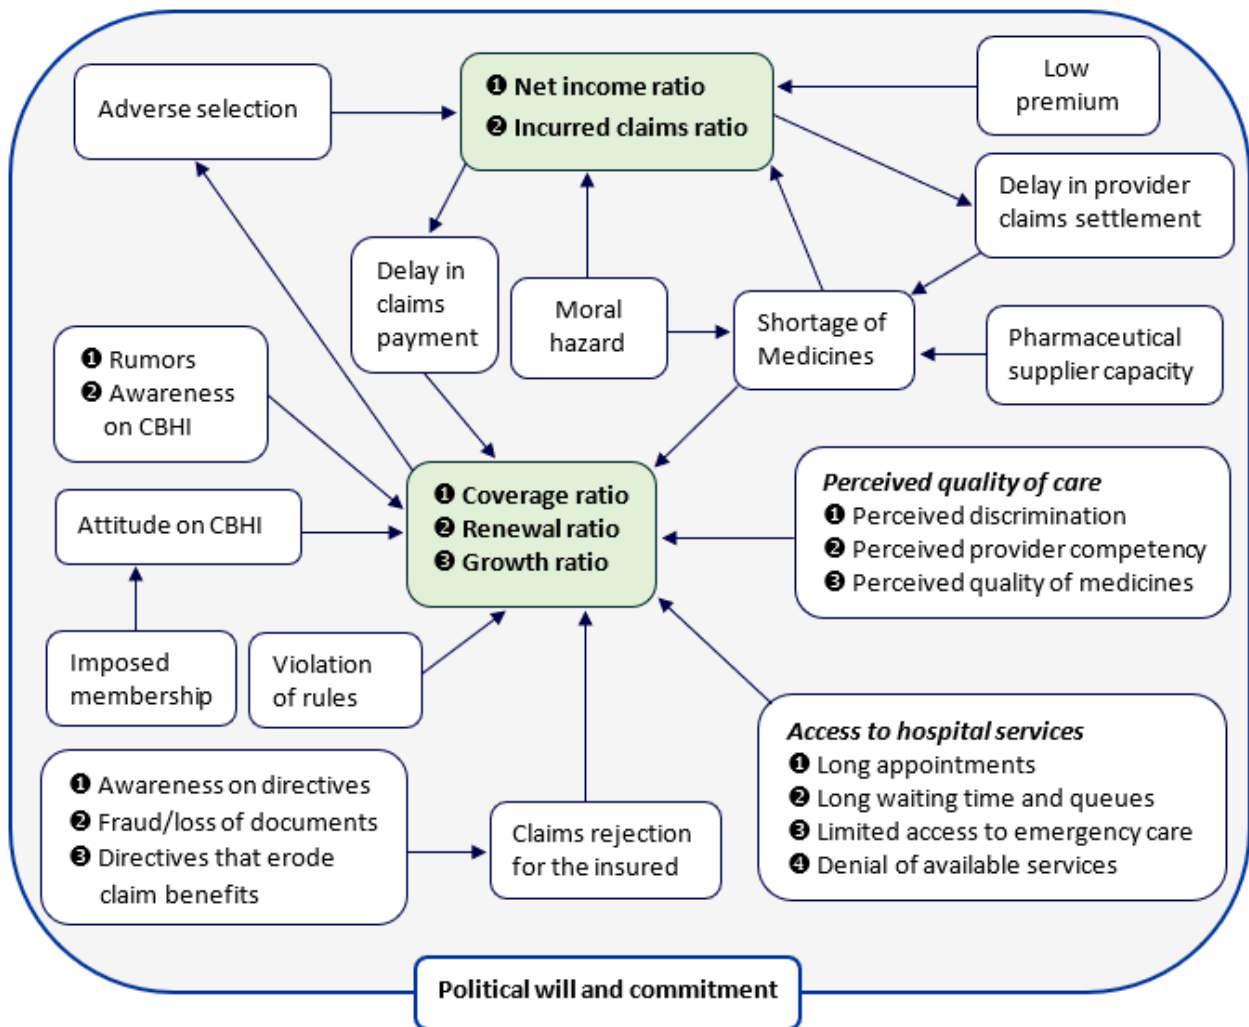 Adverse selection
❶ Net income ratio
❷ Incurred claims ratio
Low
premium
Delay in provider
claims settlement
Delay in
claims
payment
Moral
hazard
Shortage of
Medicines
Pharmaceutical
supplier capacity
❶ Rumors
❷ Awareness
on CBHI
Attitude on CBHI
❶ Coverage ratio
❷ Renewal ratio
❸ Growth ratio
Perceived quality of care
❶ Perceived discrimination
❷ Perceived provider competency
❸ Perceived quality of medicines
Imposed
membership
Violation
of rules
Access to hospital services
❶ Long appointments
❷ Long waiting time and queues
❸ Limited access to emergency care
❹ Denial of available services
❶ Awareness on directives
❷ Fraud/loss of documents
❸ Directives that erode
claim benefits
Claims rejection
for the insured
Political will and commitment